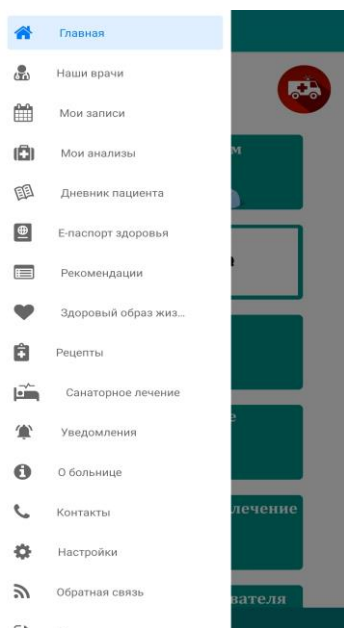 Главная
Наши врачи
Мои записи
Мои анализы
Дневник пациента
Е-паспорт здоровья
Рекомендации
Здоровый образ жиз...
Рецепты
Санаторное лечение
Уведомления
О больнице
лечение
Контакты
Настройки
Обратная связь
вателя